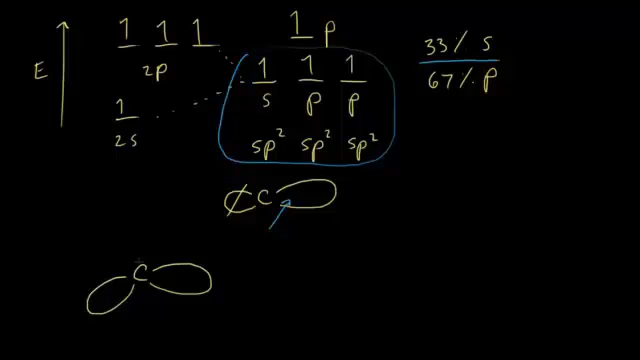 1 1 1 1 p
2p
E
1 1 1
s p p
1
2s
sp² sp² sp²
33% s
67% p
C
C